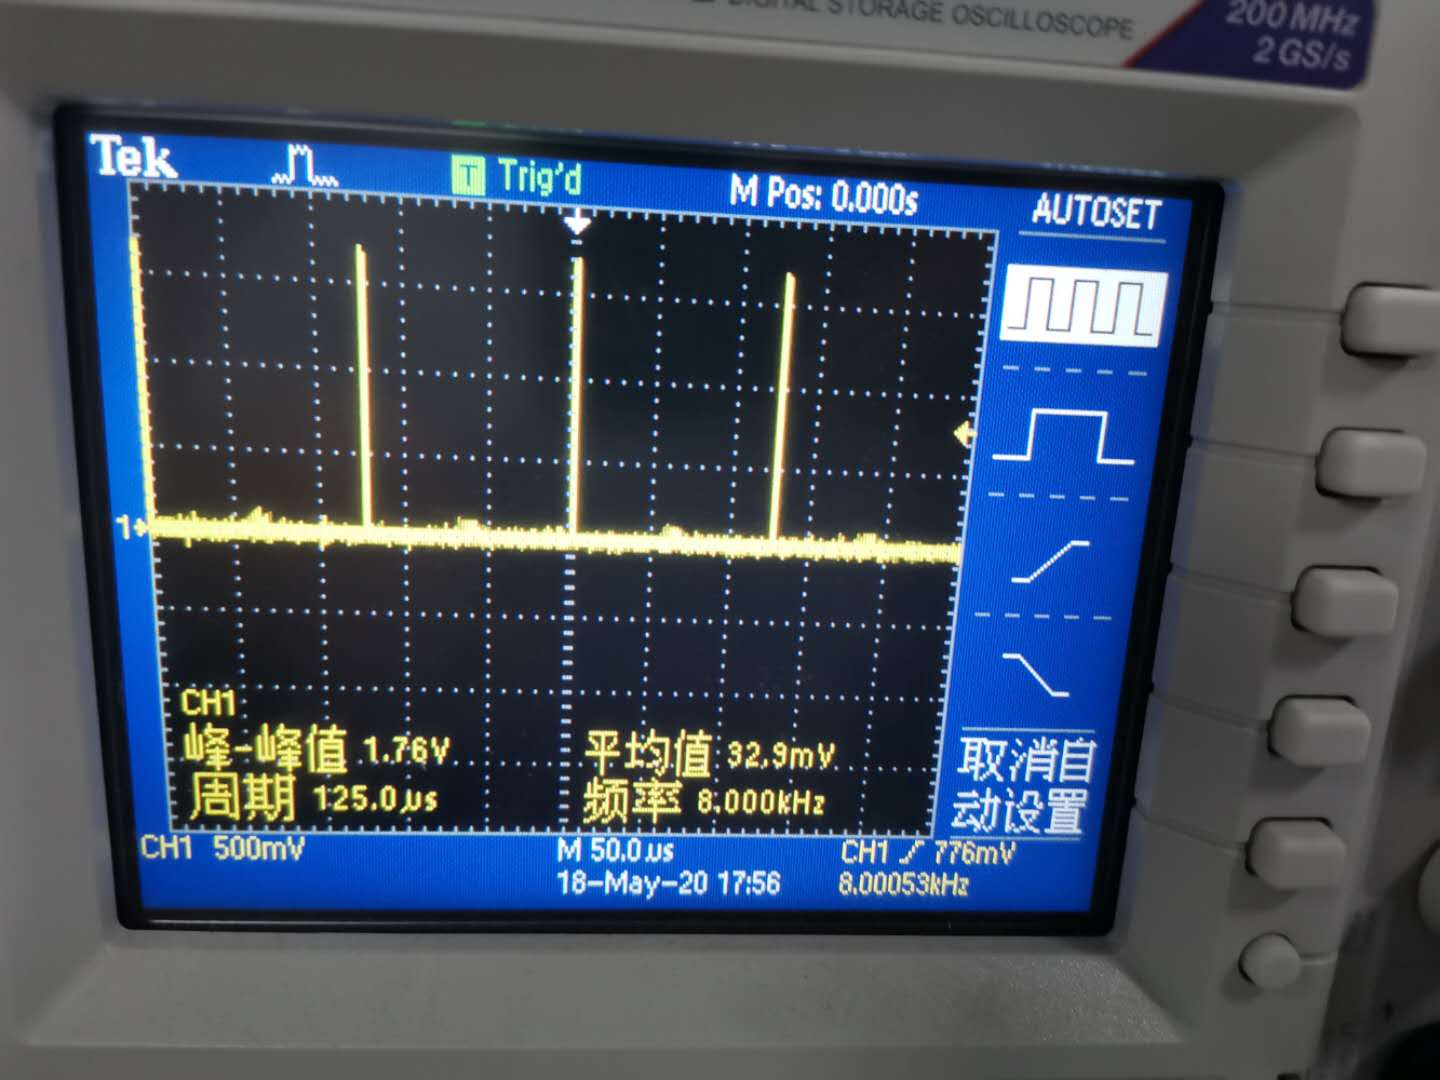 DIGITAL STORAGE OSCILLOSCOPE
200 MHz
2 GS/s
Tek
T Trig'd
M Pos: 0.000s
AUTOSET
1
CH1
峰-峰值 1.76V
平均值 32.9mV
周期 125.0µs
频率 8.000kHz
取消自
动设置
CH1 500mV
M 50.0µs
CH1 776mV
18-May-20 17:56
8.00053kHz